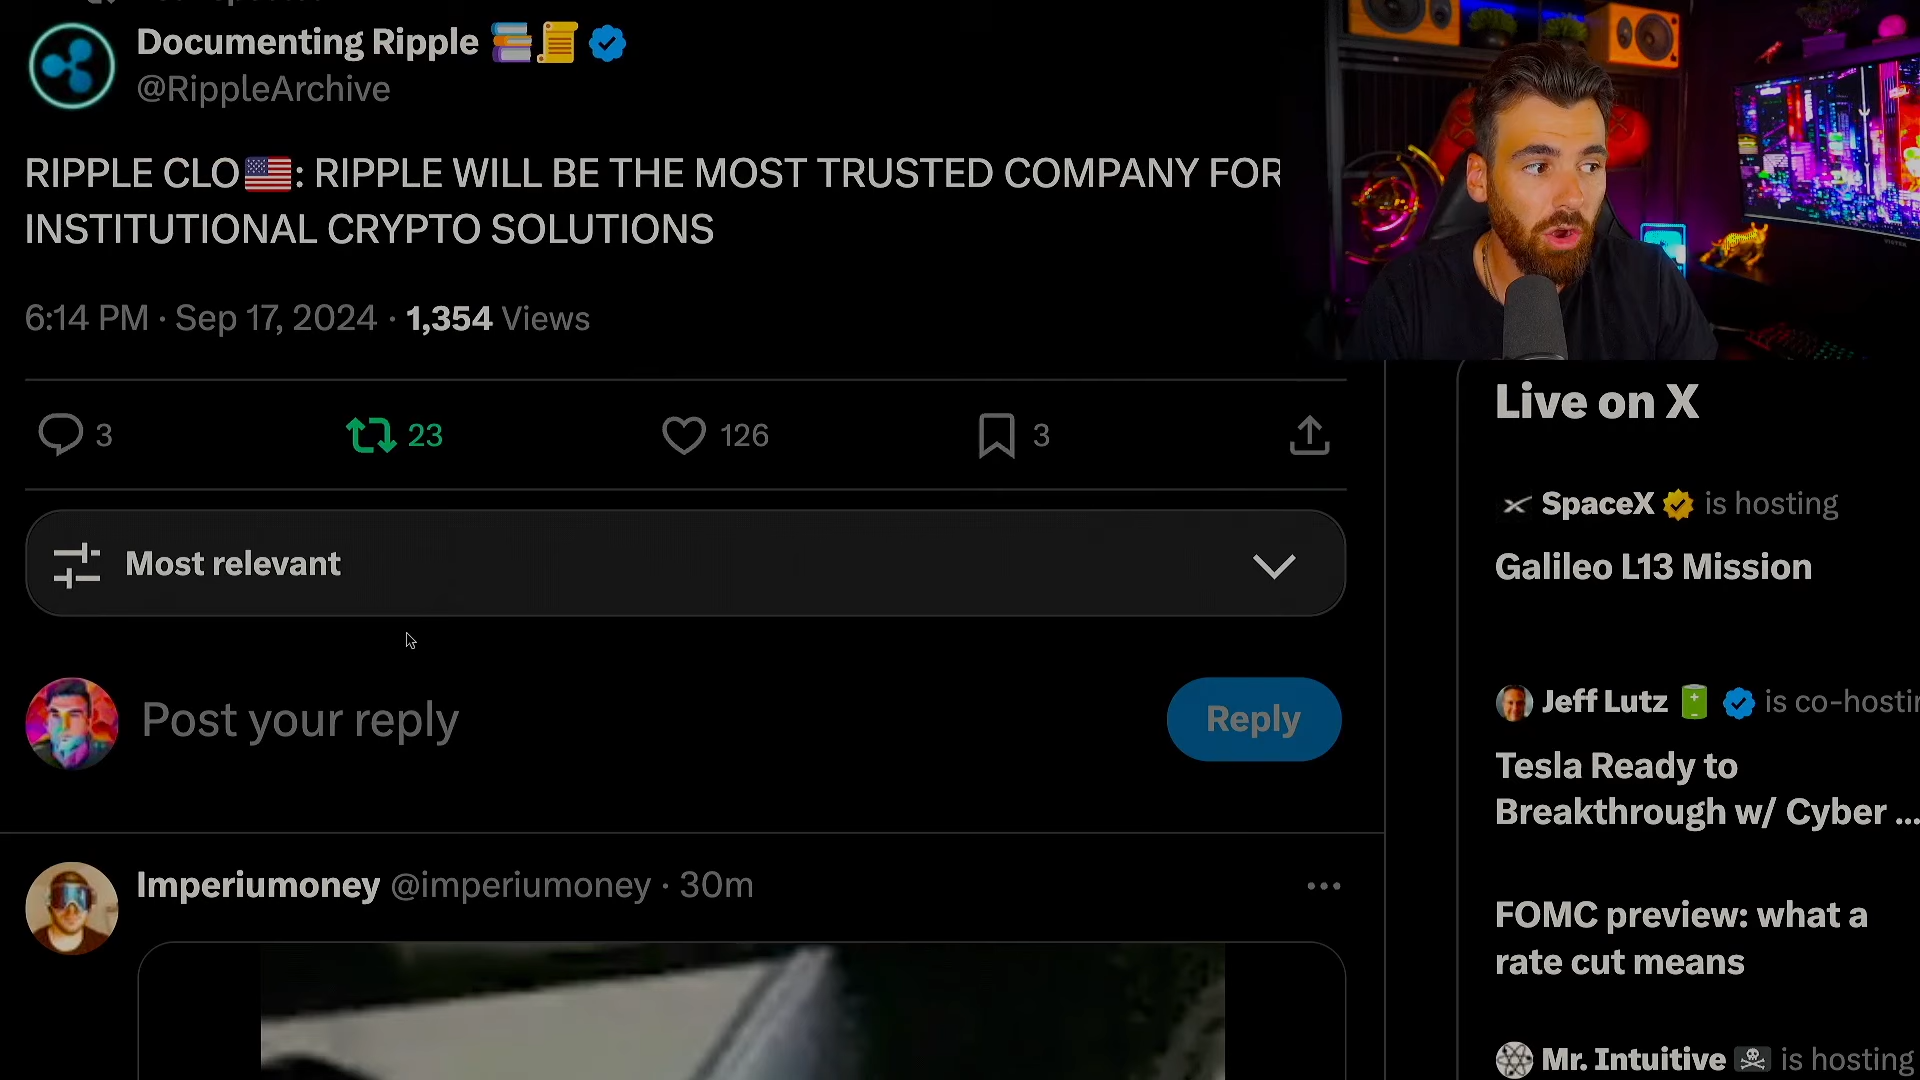 Documenting Ripple
@RippleArchive
RIPPLE CLO🇺🇸: RIPPLE WILL BE THE MOST TRUSTED COMPANY FOR
INSTITUTIONAL CRYPTO SOLUTIONS
6:14 PM · Sep 17, 2024 · 1,354 Views
3 23 126 3
Most relevant
Post your reply
Reply
Imperiumoney @imperiumoney · 30m
Live on X
SpaceX is hosting
Galileo L13 Mission
Jeff Lutz is co-hostin
Tesla Ready to
Breakthrough w/ Cyber ...
FOMC preview: what a
rate cut means
Mr. Intuitive is hosting